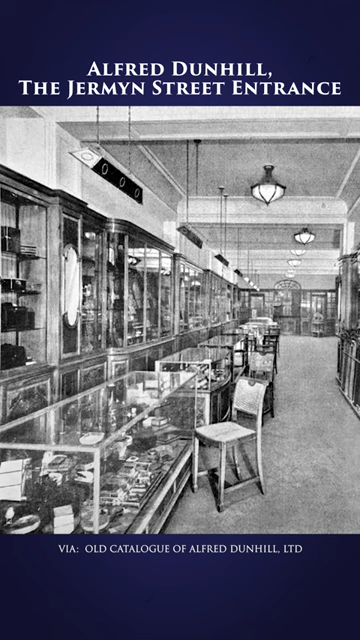 Alfred Dunhill,
The Jermyn Street Entrance
VIA: OLD CATALOGUE OF ALFRED DUNHILL, LTD